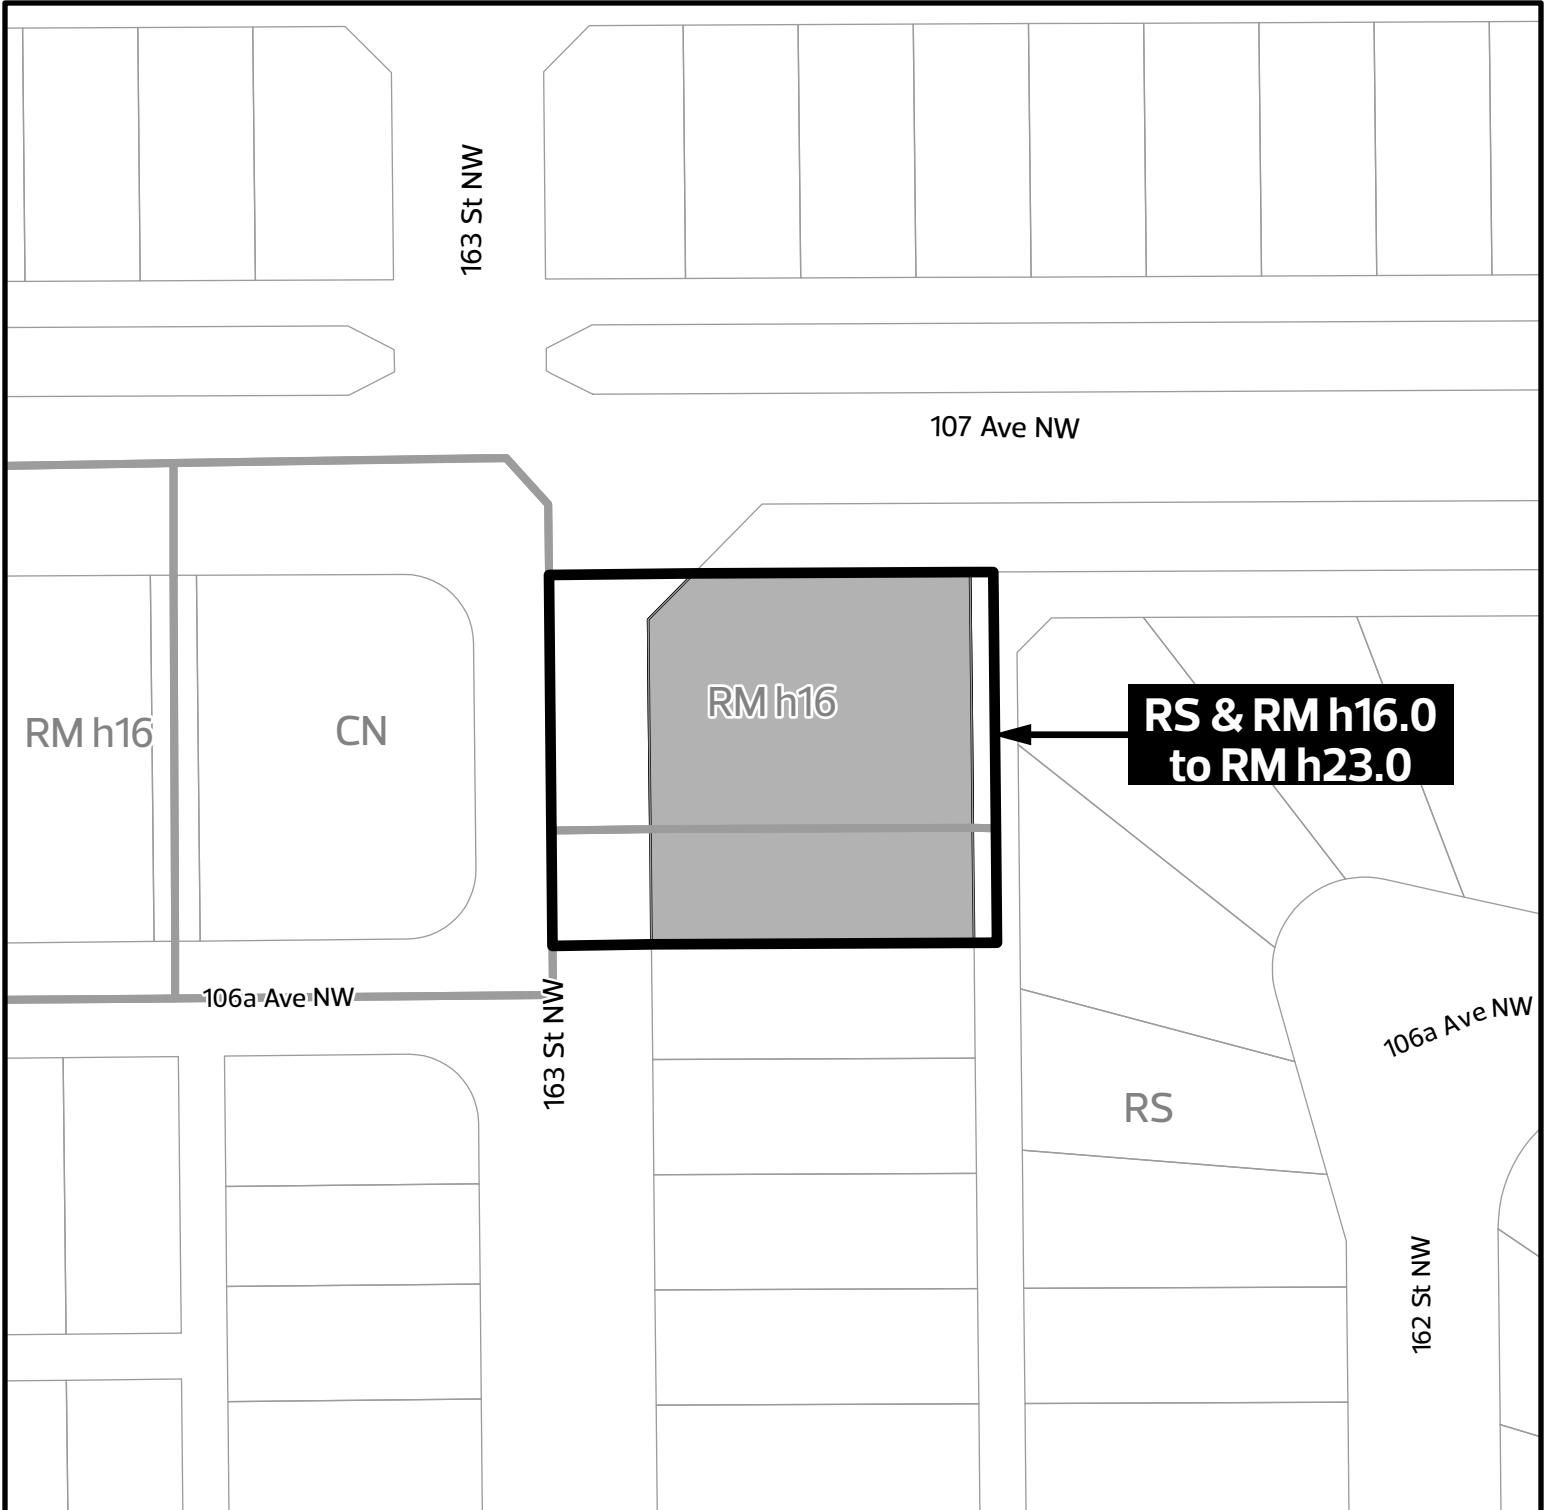 163 St NW
107 Ave NW
RM h16
RM h16
CN
RS & RM h16.0
to RM h23.0
106a Ave NW
163 St NW
106a Ave NW
RS
162 St NW